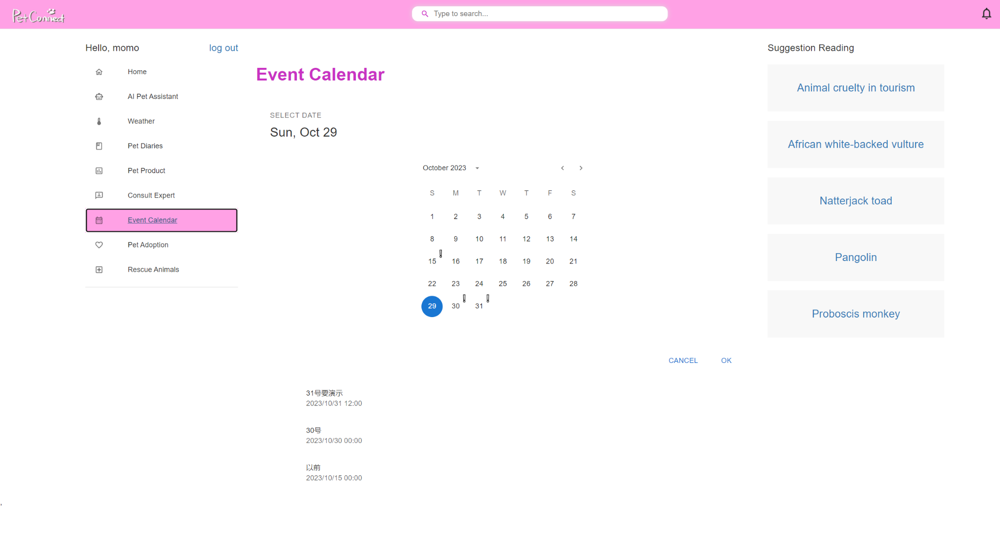 PetConnect
Type to search...
Hello, momo
log out
Home
AI Pet Assistant
Weather
Pet Diaries
Pet Product
Consult Expert
Event Calendar
Pet Adoption
Rescue Animals
Event Calendar
SELECT DATE
Sun, Oct 29
October 2023
S M T W T F S
1 2 3 4 5 6 7
8 9 10 11 12 13 14
15 16 17 18 19 20 21
22 23 24 25 26 27 28
29 30 31
CANCEL OK
31号要演示
2023/10/31 12:00
30号
2023/10/30 00:00
以前
2023/10/15 00:00
Suggestion Reading
Animal cruelty in tourism
African white-backed vulture
Natterjack toad
Pangolin
Proboscis monkey
,